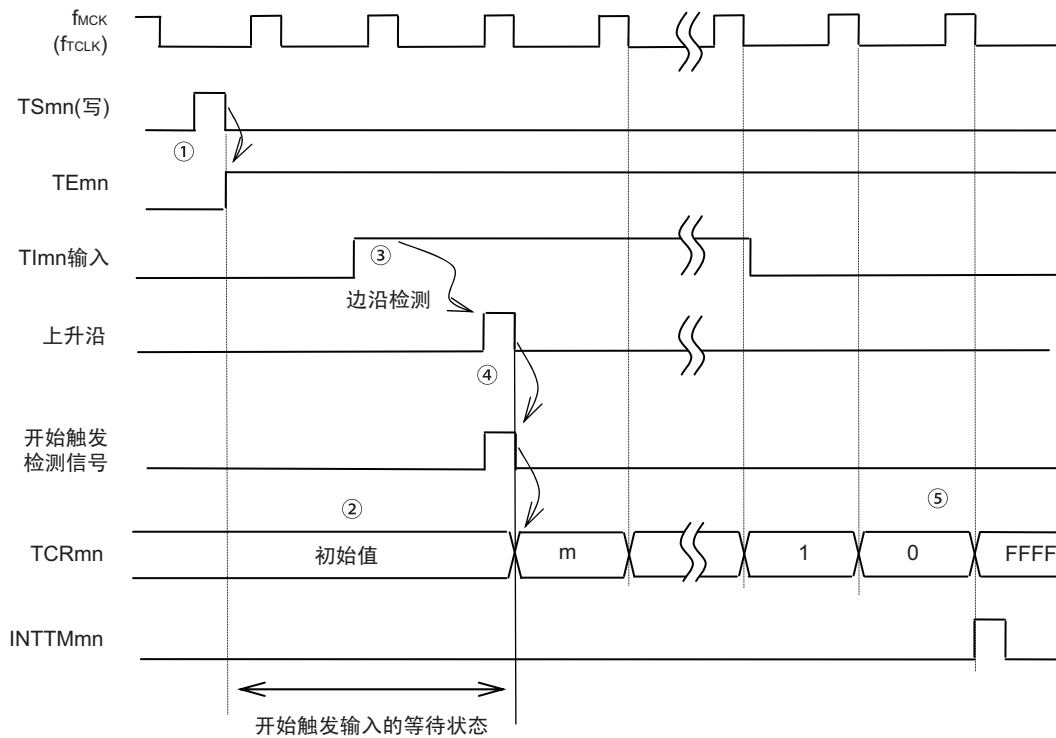 fMCK
(fTCLK)
TSmn(写)
①
TEmn
TImn输入
③
边沿检测
上升沿
④
开始触发
检测信号
②
⑤
TCRmn
初始值
m
1
0
FFFF
INTTMmn
开始触发输入的等待状态